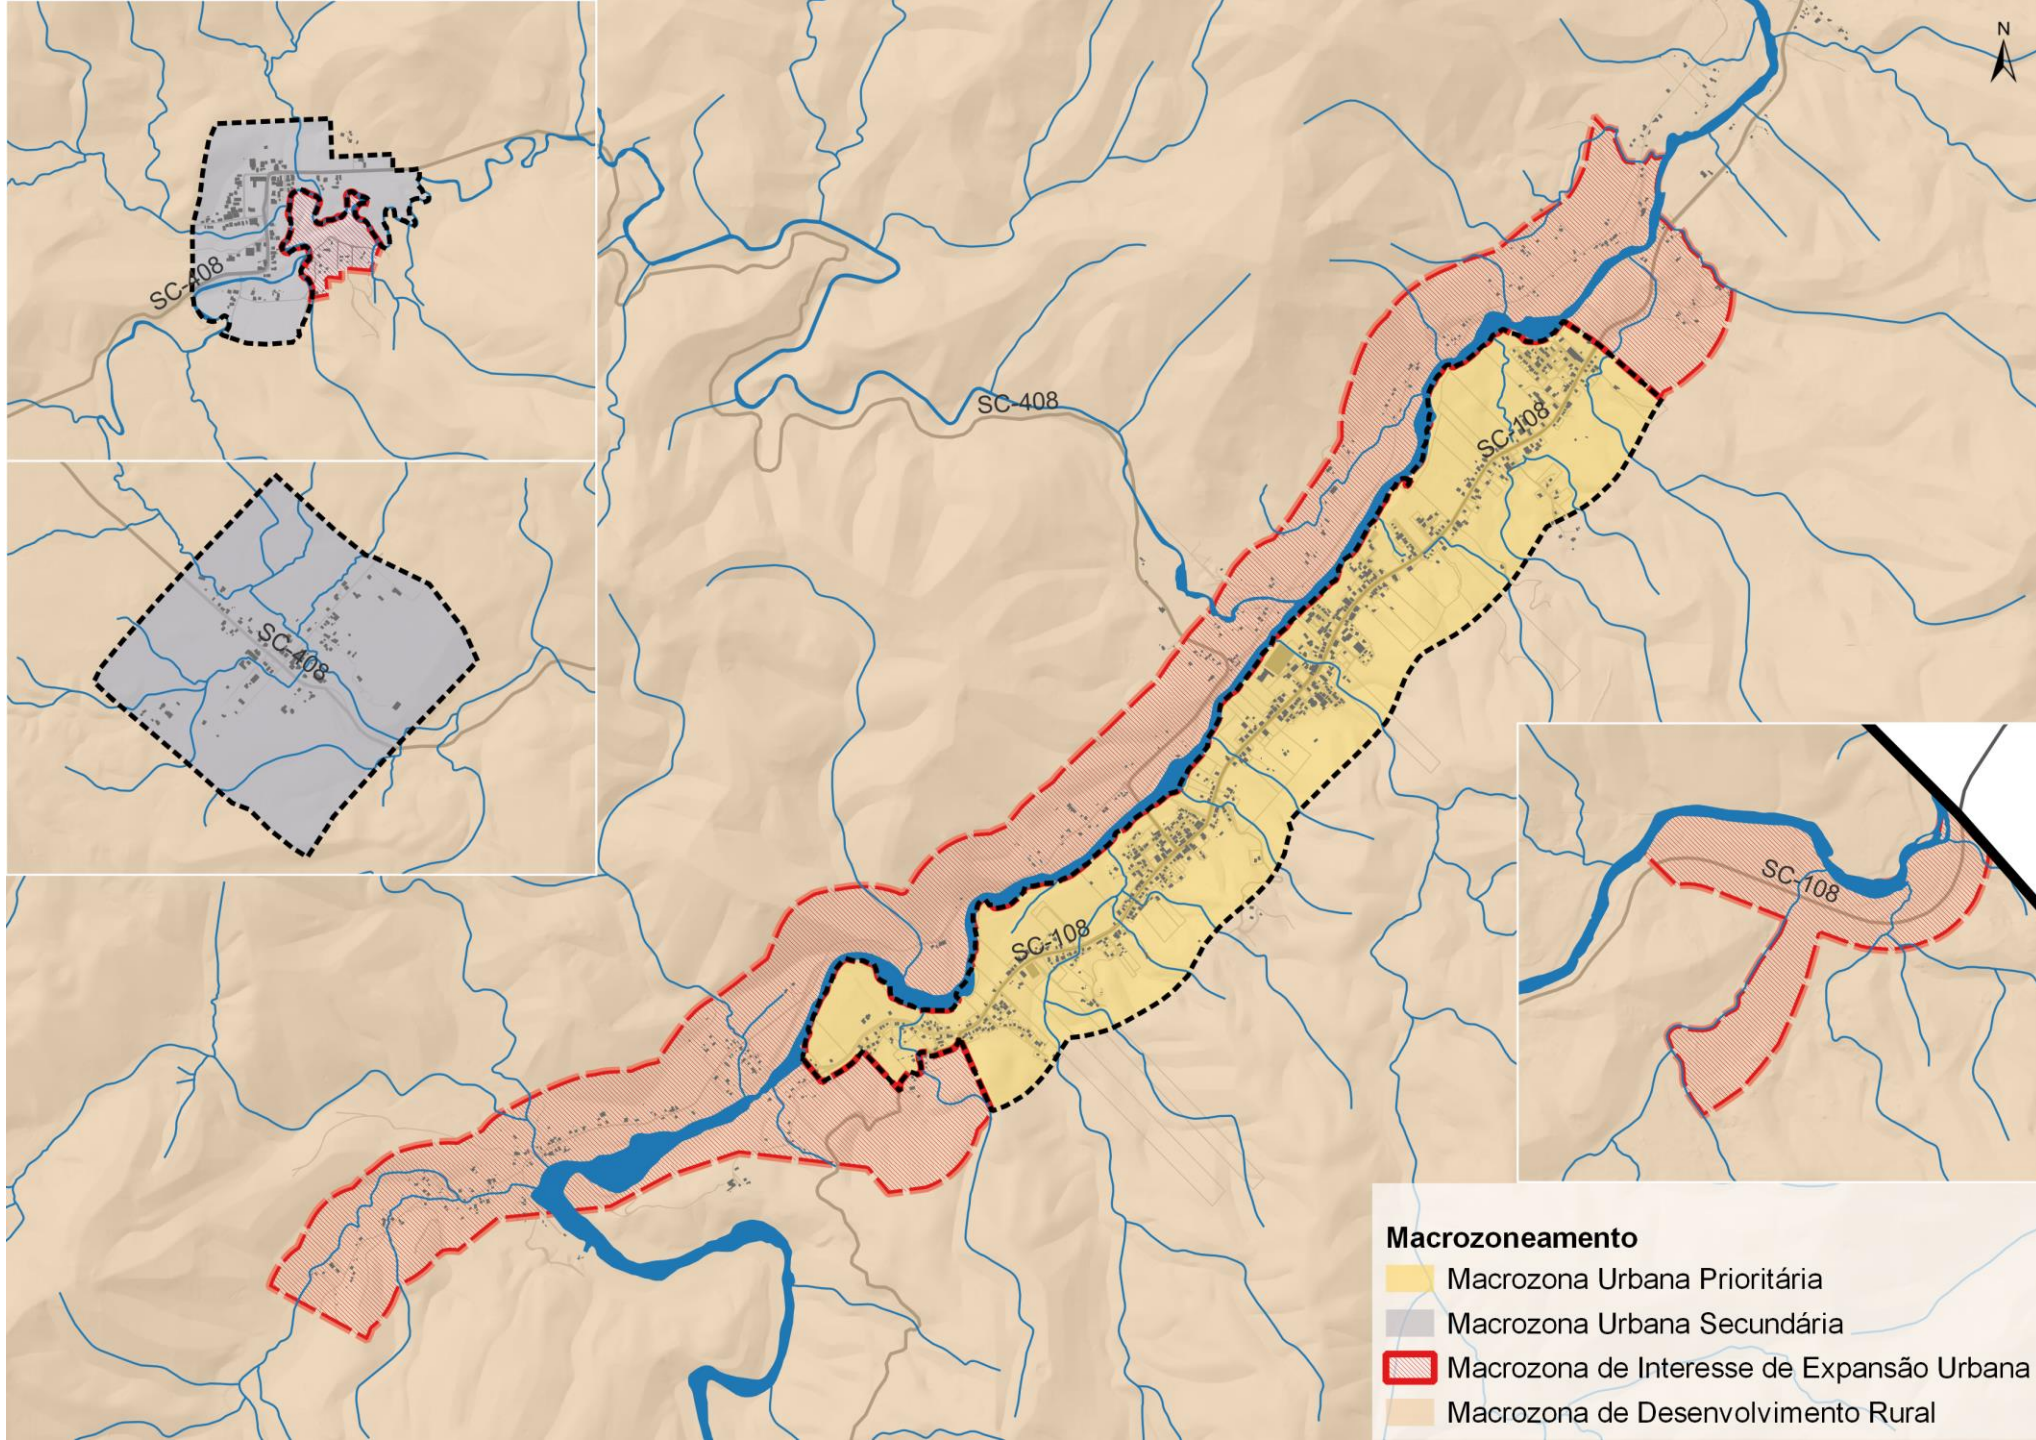 N
SC-408
SC-408
SC-408
SC-108
SC-108
SC-108
Macrozoneamento
Macrozona Urbana Prioritária
Macrozona Urbana Secundária
Macrozona de Interesse de Expansão Urbana
Macrozona de Desenvolvimento Rural